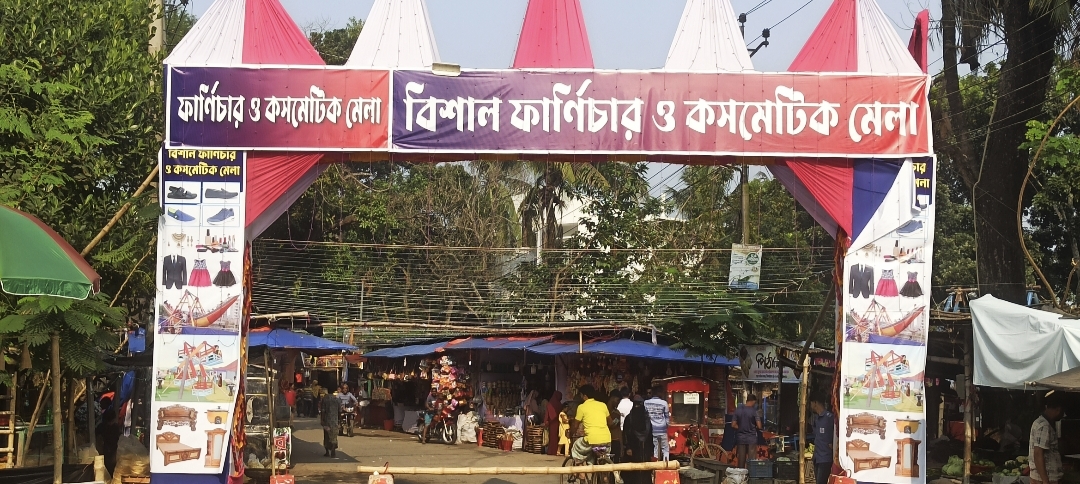 ফার্ণিচার ও কসমেটিক মেলা
বিশাল ফার্ণিচার ও কসমেটিক মেলা
বিশাল ফার্ণিচার
ও কসমেটিক মেলা